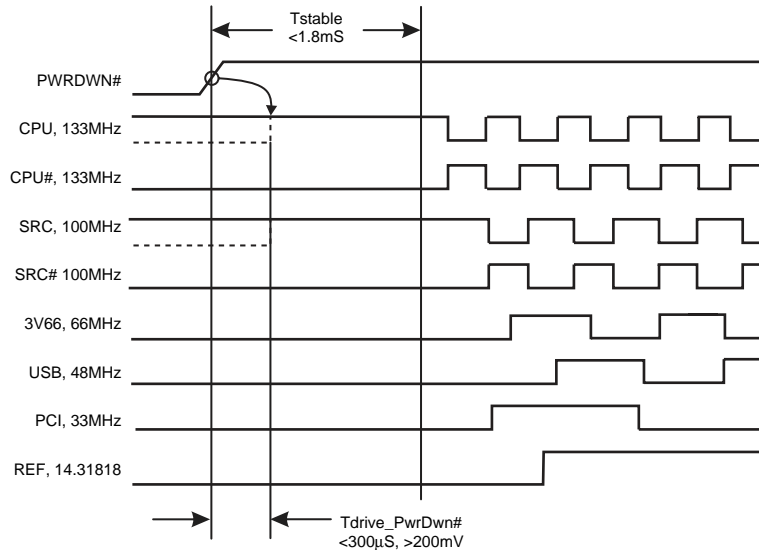 Tstable
<1.8mS
PWRDWN#
CPU, 133MHz
CPU#, 133MHz
SRC, 100MHz
SRC# 100MHz
3V66, 66MHz
USB, 48MHz
PCI, 33MHz
REF, 14.31818
Tdrive_PwrDwn#
<300µS, >200mV